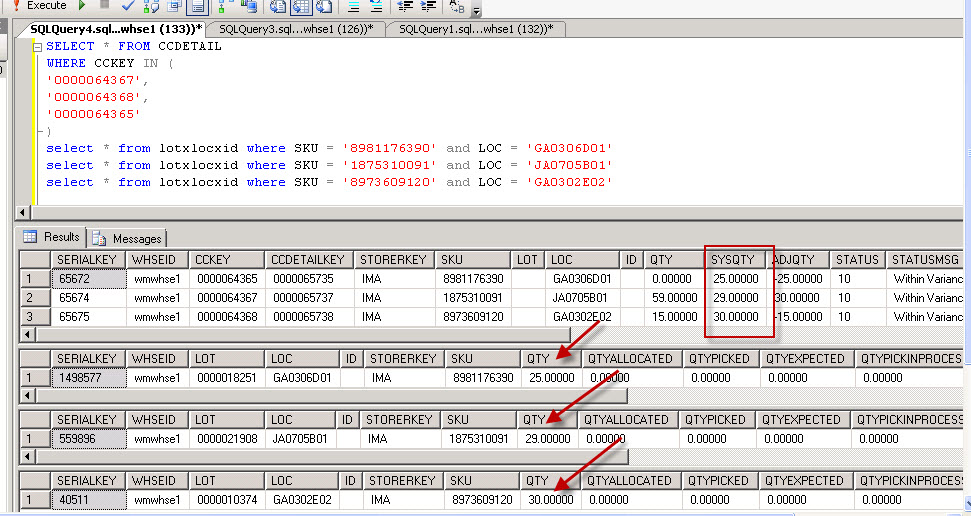 Execute
SQLQuery4.sql...whse1 (133))* SQLQuery3.sql...whse1 (126))* SQLQuery1.sql...whse1 (132))*
SELECT * FROM CCDETAIL
WHERE CCKEY IN (
'0000064367',
'0000064368',
'0000064365'
)
select * from lotxlocxid where SKU = '8981176390' and LOC = 'GA0306D01'
select * from lotxlocxid where SKU = '1875310091' and LOC = 'JA0705B01'
select * from lotxlocxid where SKU = '8973609120' and LOC = 'GA0302E02'
Results Messages
SERIALKEY WHSEID CCKEY CCDETAILKEY STORERKEY SKU LOT LOC ID QTY SYSQTY ADJQTY STATUS STATUSMSG
1 65672 wmwhse1 0000064365 0000065735 IMA 8981176390 GA0306D01 0.00000 25.00000 -25.00000 10 Within Varianc
2 65674 wmwhse1 0000064367 0000065737 IMA 1875310091 JA0705B01 59.00000 29.00000 30.00000 10 Within Varianc
3 65675 wmwhse1 0000064368 0000065738 IMA 8973609120 GA0302E02 15.00000 30.00000 -15.00000 10 Within Varianc
SERIALKEY WHSEID LOT LOC ID STORERKEY SKU QTY QTYALLOCATED QTYPICKED QTYEXPECTED QTYPICKINPROCES
1 1498577 wmwhse1 0000018251 GA0306D01 IMA 8981176390 25.00000 0.00000 0.00000 0.00000 0.00000
SERIALKEY WHSEID LOT LOC ID STORERKEY SKU QTY QTYALLOCATED QTYPICKED QTYEXPECTED QTYPICKINPROCESS
1 559896 wmwhse1 0000021908 JA0705B01 IMA 1875310091 29.00000 0.00000 0.00000 0.00000 0.00000
SERIALKEY WHSEID LOT LOC ID STORERKEY SKU QTY QTYALLOCATED QTYPICKED QTYEXPECTED QTYPICKINPROCESS
1 40511 wmwhse1 0000010374 GA0302E02 IMA 8973609120 30.00000 0.00000 0.00000 0.00000 0.00000